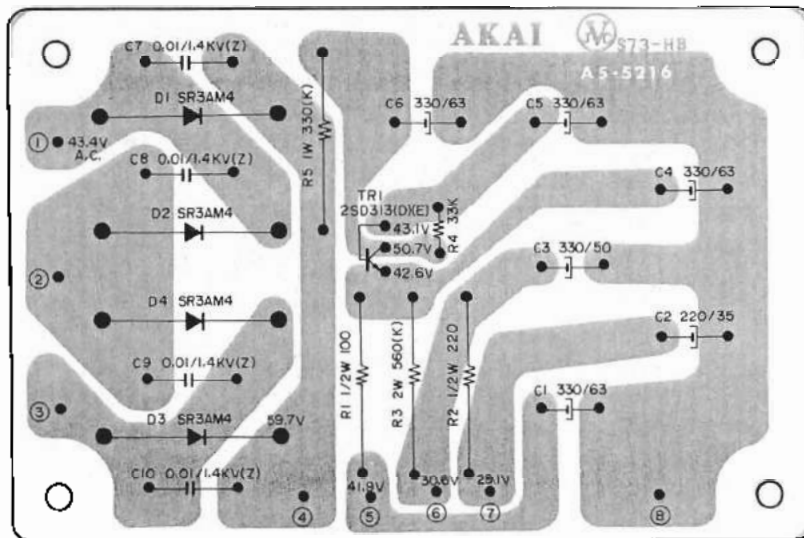 C7 0.01/1.4KV(Z)
AKAI
JVC
S73-HB
A5-5216
D1 SR3AM4
R5 1W 330(K)
C6 330/63
C5 330/63
①
43.4V
A.C.
C8 0.01/1.4KV(Z)
C4 330/63
TR1
2SD313(D)(E)
43.1V
50.7V
42.6V
R4 33K
D2 SR3AM4
C3 330/50
②
D4 SR3AM4
C2 220/35
R1 1/2W 100
R3 2W 560(K)
R2 1/2W 220
C9 0.01/1.4KV(Z)
③
D3 SR3AM4
59.7V
C1 330/63
C10 0.01/1.4KV(Z)
41.9V
30.6V
29.1V
④
⑤
⑥
⑦
⑧